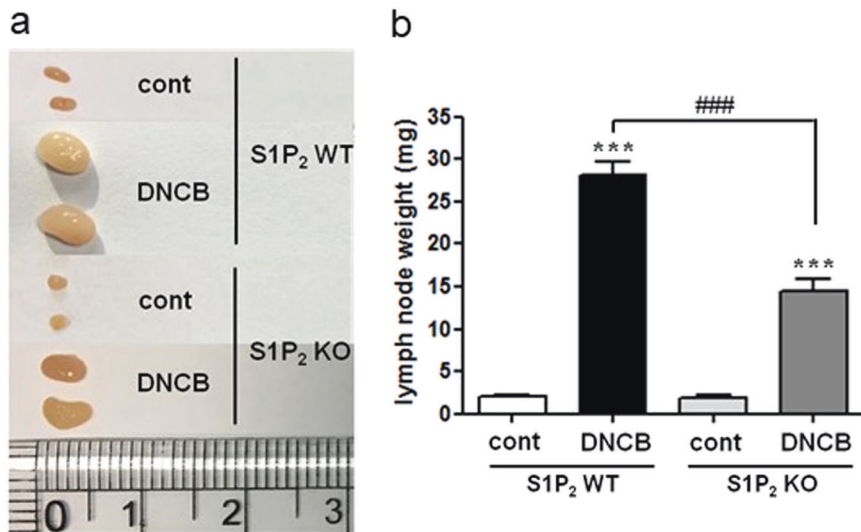 a
cont
S1P₂ WT
DNCB
cont
S1P₂ KO
DNCB
0 1 2 3
b
lymph node weight (mg)
40
35
30
25
20
15
10
5
0
###
***
***
cont DNCB cont DNCB
S1P₂ WT S1P₂ KO